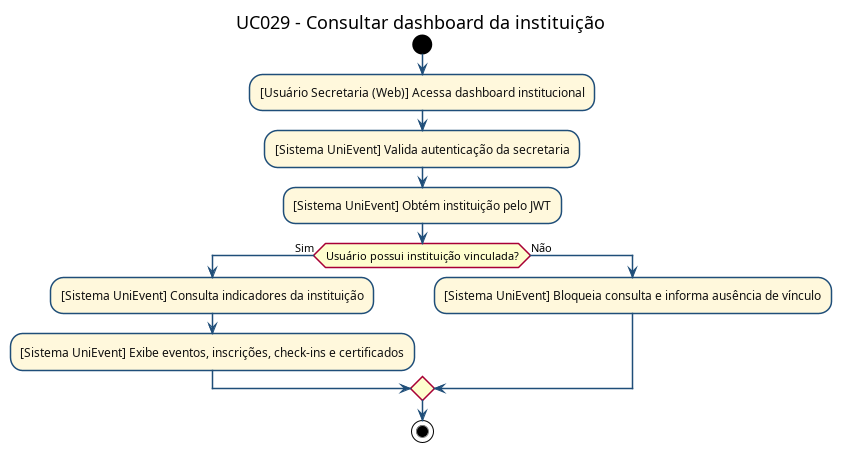 UC029 - Consultar dashboard da instituição
[Usuário Secretaria (Web)] Acessa dashboard institucional
[Sistema UniEvent] Valida autenticação da secretaria
[Sistema UniEvent] Obtém instituição pelo JWT
Sim
Usuário possui instituição vinculada?
Não
[Sistema UniEvent] Consulta indicadores da instituição
[Sistema UniEvent] Bloqueia consulta e informa ausência de vínculo
[Sistema UniEvent] Exibe eventos, inscrições, check-ins e certificados